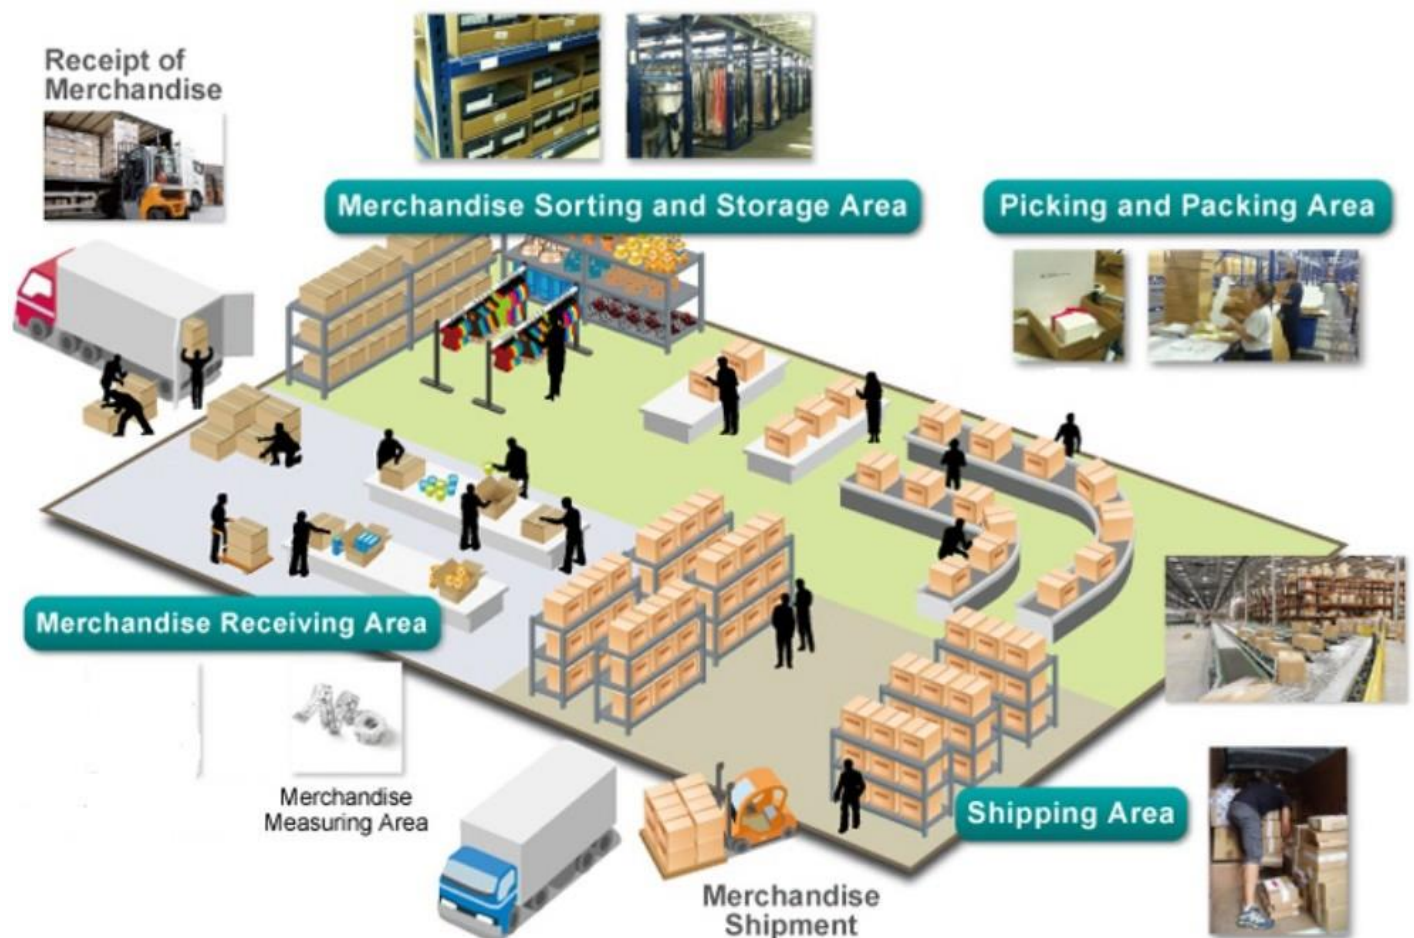 Receipt of
Merchandise
Merchandise Sorting and Storage Area
Picking and Packing Area
Merchandise Receiving Area
Merchandise
Measuring Area
Shipping Area
Merchandise
Shipment